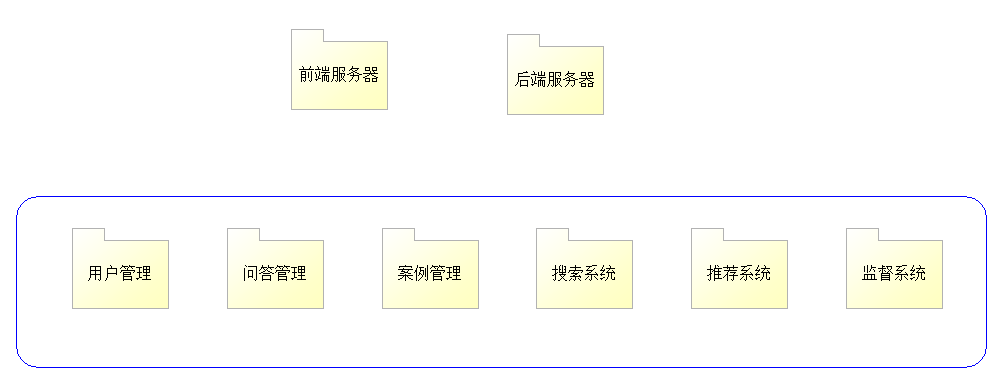 前端服务器
后端服务器
用户管理
问答管理
案例管理
搜索系统
推荐系统
监督系统